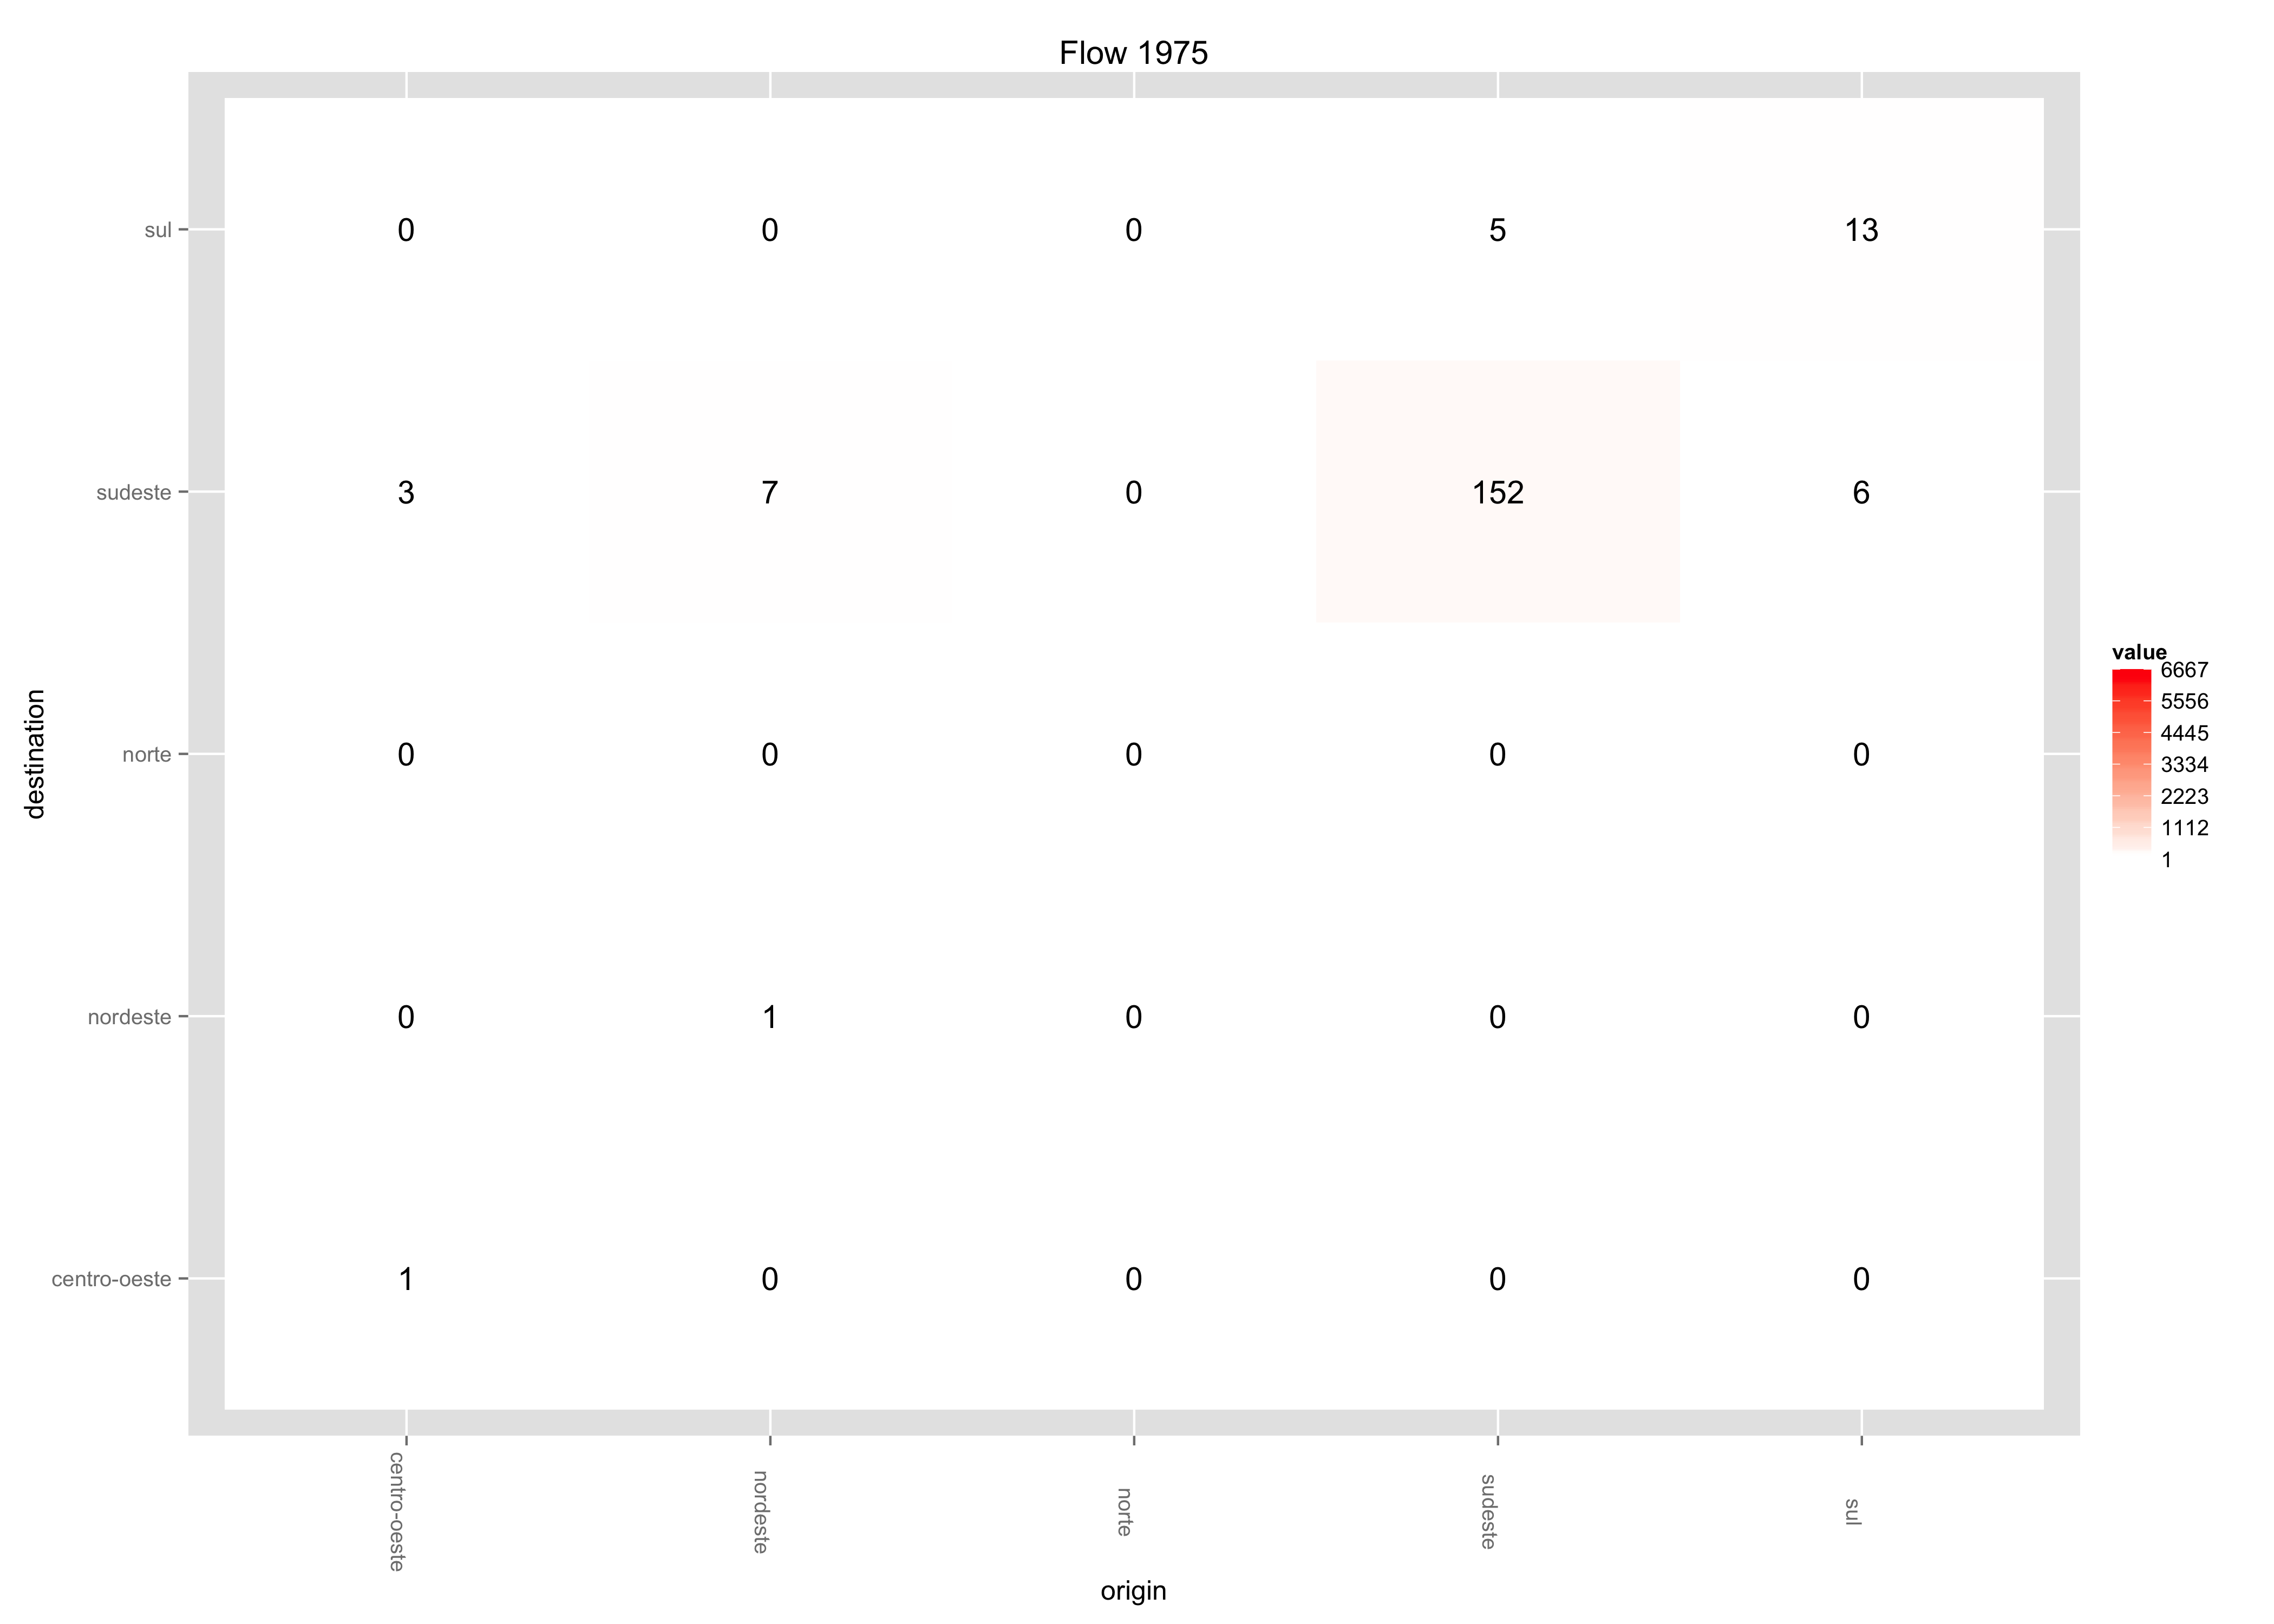 Flow 1975
destination
sul 0 0 0 5 13
sudeste 3 7 0 152 6
norte 0 0 0 0 0
nordeste 0 1 0 0 0
centro-oeste 1 0 0 0 0
centro-oeste nordeste norte sudeste sul
origin
value
6667
5556
4445
3334
2223
1112
1